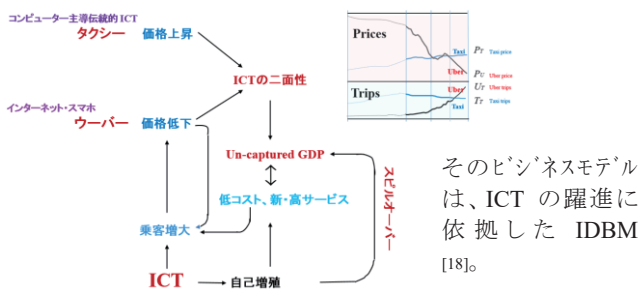 コンピューター主導伝統的 ICT
タクシー 価格上昇
ICTの二面性
インターネット・スマホ
ウーバー 価格低下
Un-captured GDP
低コスト、新・高サービス
スピルオーバー
乗客増大
ICT
自己増殖
Prices
Taxi
Uber
PT Taxi price
PU Uber price
Trips
Uber
Taxi
UT Uber trips
TT Taxi trips
そのビジネスモデル
は、ICT の躍進に
依拠した IDBM
[18]。